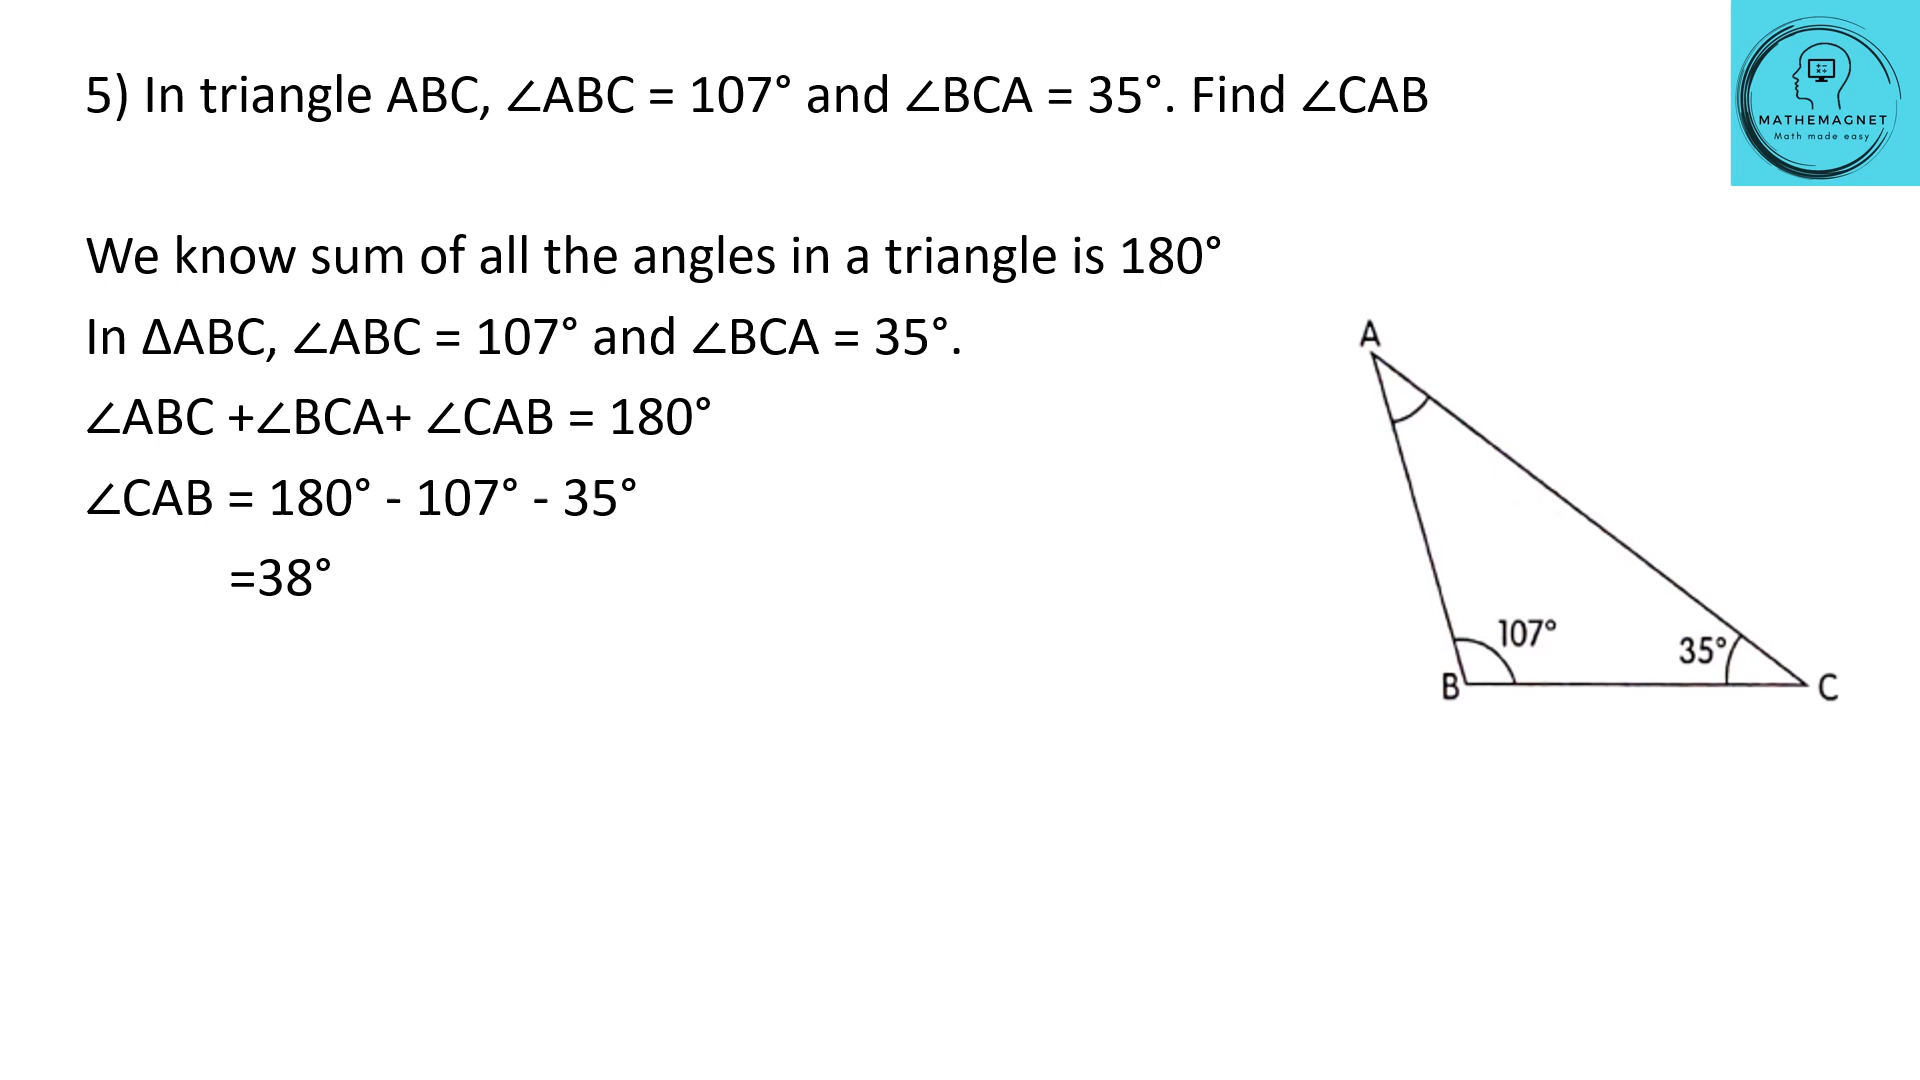 5) In triangle ABC, ∠ABC = 107° and ∠BCA = 35°. Find ∠CAB
MATHEMAGNET
Math made easy
We know sum of all the angles in a triangle is 180°
In ∆ABC, ∠ABC = 107° and ∠BCA = 35°.
∠ABC +∠BCA+ ∠CAB = 180°
∠CAB = 180° - 107° - 35°
=38°
A
107°
35°
B
C